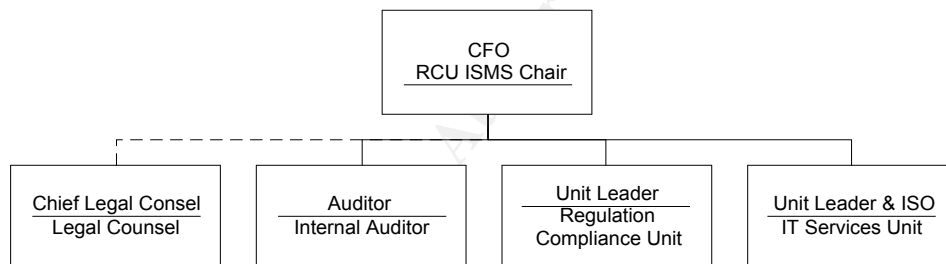 CFO
RCU ISMS Chair
Chief Legal Consel
Legal Counsel
Auditor
Internal Auditor
Unit Leader
Regulation
Compliance Unit
Unit Leader & ISO
IT Services Unit